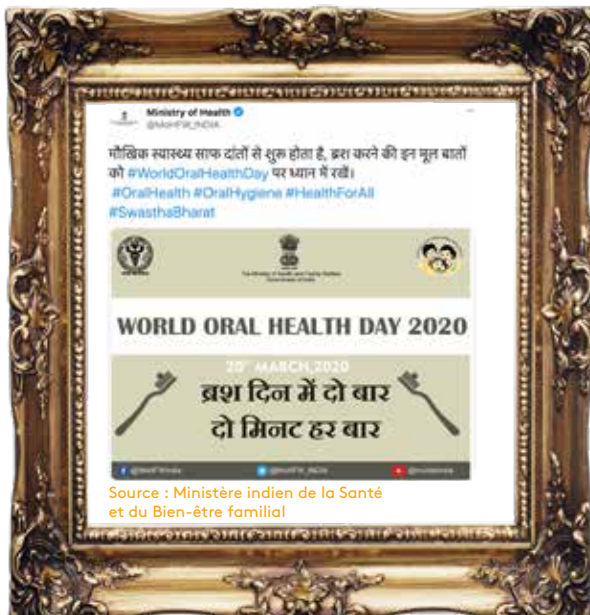 Ministry of Health
@MoHFW_INDIA
मौखिक स्वास्थ्य साफ दांतों से शुरू होता है, ब्रश करने की इन मूल बातों
को #WorldOralHealthDay पर ध्यान में रखें।
#OralHealth #OralHygiene #HealthForAll
#SwasthaBharat
WORLD ORAL HEALTH DAY 2020
20TH MARCH,2020
ब्रश दिन में दो बार
दो मिनट हर बार
@MoHFW_INDIA
Source : Ministère indien de la Santé
et du Bien-être familial